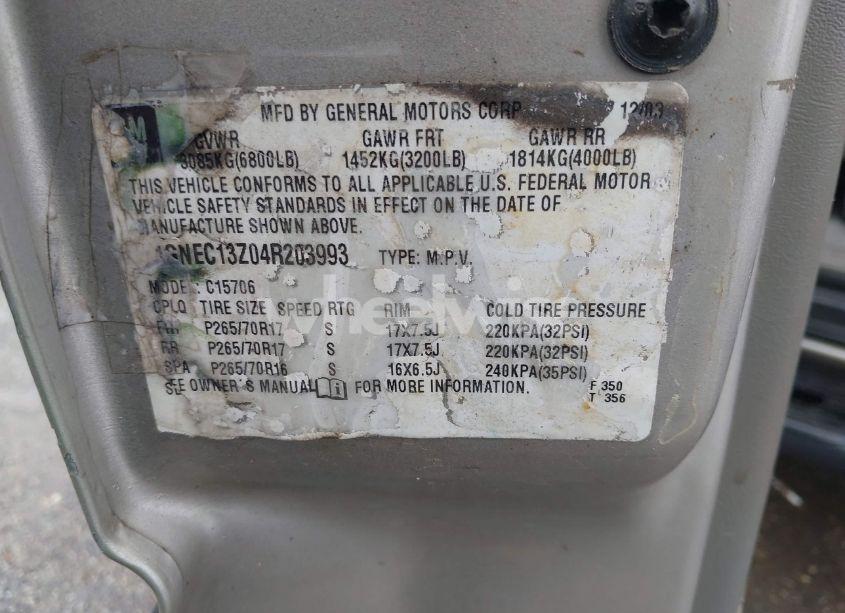 GM
MFD BY GENERAL MOTORS CORP 12/03
GVWR GAWR FRT GAWR RR
3085KG(6800LB) 1452KG(3200LB) 1814KG(4000LB)
THIS VEHICLE CONFORMS TO ALL APPLICABLE U.S. FEDERAL MOTOR
VEHICLE SAFETY STANDARDS IN EFFECT ON THE DATE OF
MANUFACTURE SHOWN ABOVE.
1GNEC13Z04R203993 TYPE: M.P.V.
MODEL: C15706
CPLQ TIRE SIZE SPEED RTG RIM COLD TIRE PRESSURE
FRT P265/70R17 S 17X7.5J 220KPA(32PSI)
RR P265/70R17 S 17X7.5J 220KPA(32PSI)
SPA P265/70R16 S 16X6.5J 240KPA(35PSI)
SEE OWNER'S MANUAL FOR MORE INFORMATION.
F 350
T 356